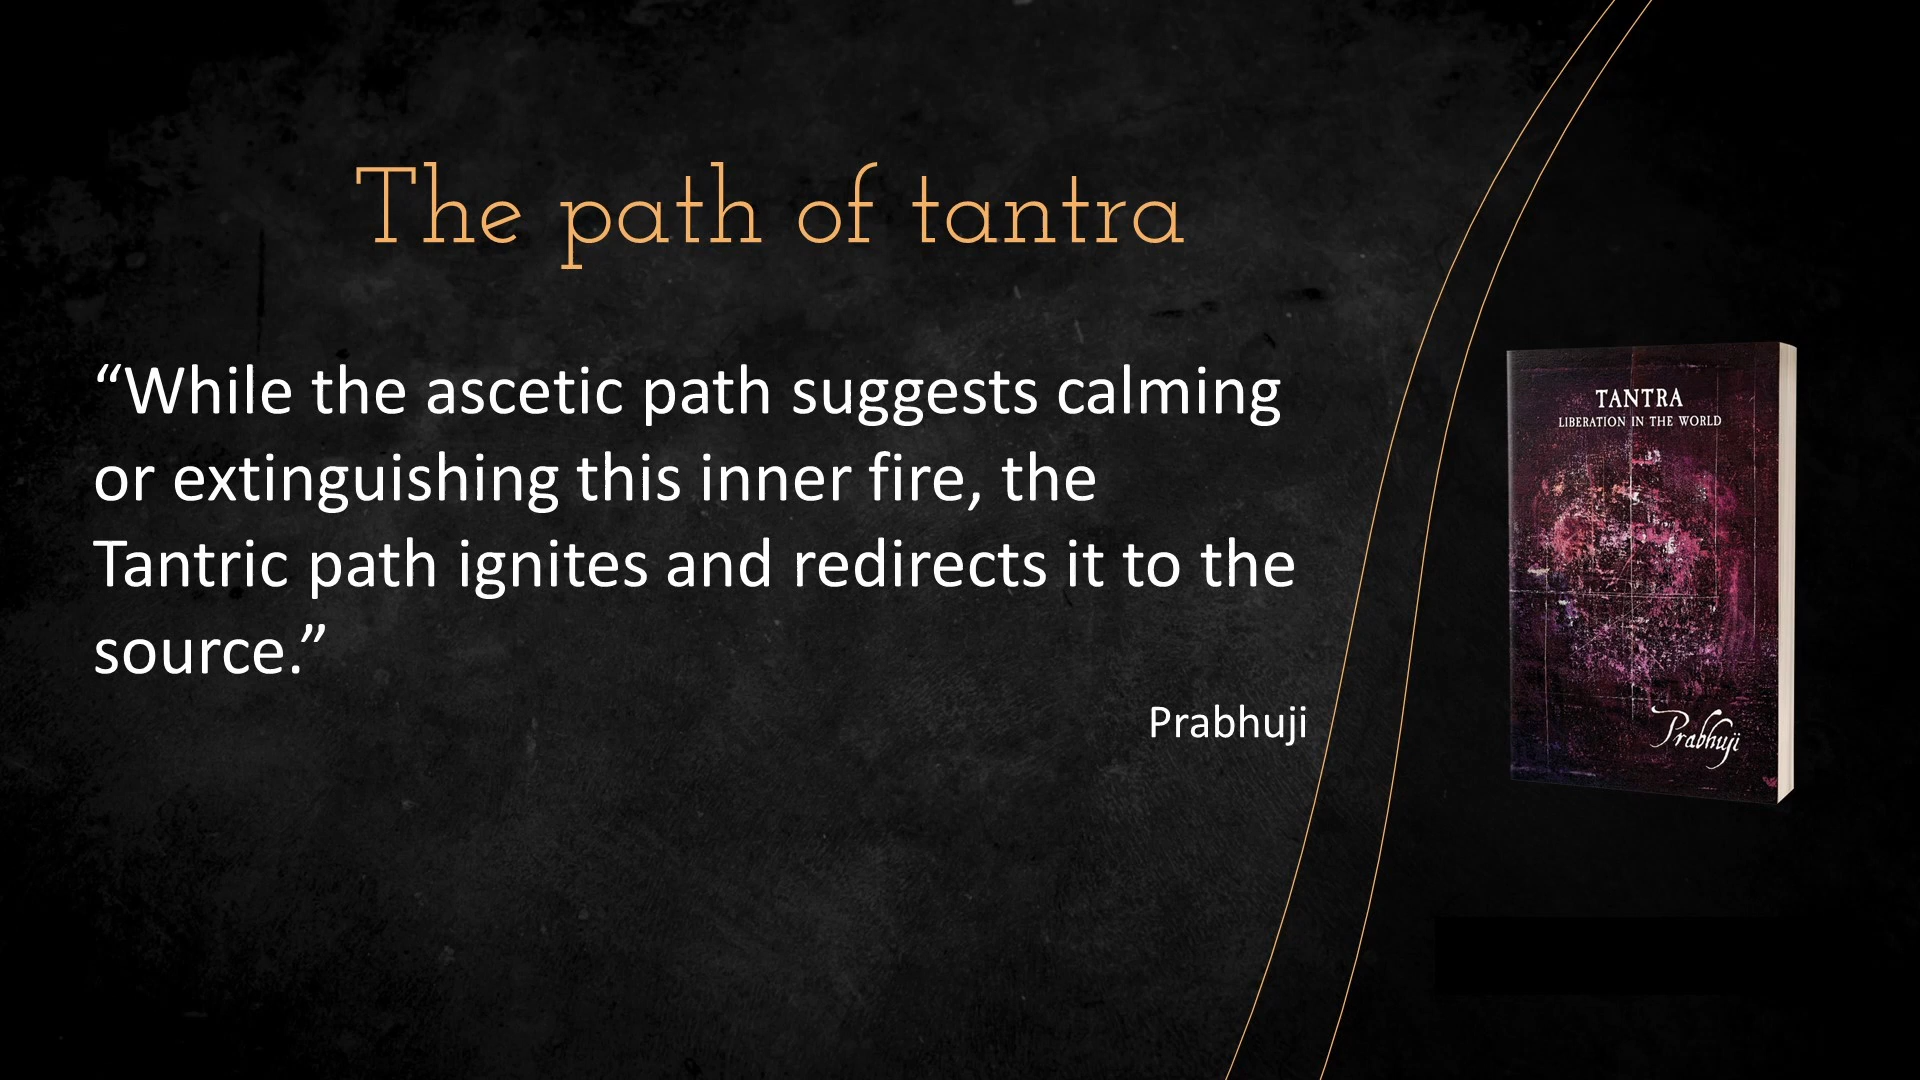 The path of tantra
“While the ascetic path suggests calming
or extinguishing this inner fire, the
Tantric path ignites and redirects it to the
source.”
Prabhuji
TANTRA
LIBERATION IN THE WORLD
Prabhuji